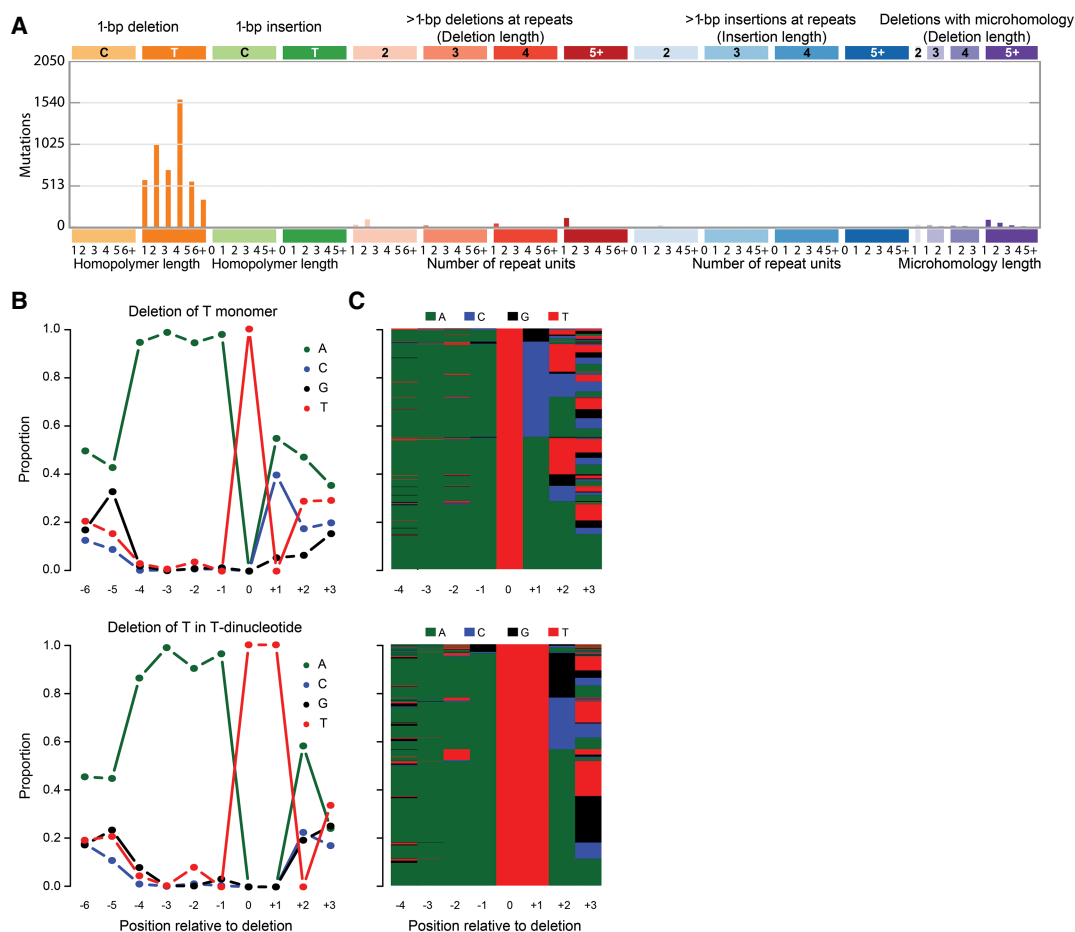 A
1-bp deletion
1-bp insertion
>1-bp deletions at repeats
(Deletion length)
>1-bp insertions at repeats
(Insertion length)
Deletions with microhomology
(Deletion length)
C T C T 2 3 4 5+ 2 3 4 5+ 2 3 4 5+
2050
1540
1025
513
0
Mutations
1 2 3 4 5 6+ 1 2 3 4 5 6+ 0 1 2 3 4 5+ 0 1 2 3 4 5+ 1 2 3 4 5 6+ 1 2 3 4 5 6+ 1 2 3 4 5 6+ 1 2 3 4 5 6+ 0 1 2 3 4 5+ 0 1 2 3 4 5+ 0 1 2 3 4 5+ 0 1 2 3 4 5+ 1 1 2 1 2 3 1 2 3 4 5+
Homopolymer length
Homopolymer length
Number of repeat units
Number of repeat units
Microhomology length
B
Deletion of T monomer
1.0
0.8
0.6
0.4
0.2
0.0
Proportion
A
C
G
T
-6 -5 -4 -3 -2 -1 0 +1 +2 +3
C
A C G T
-4 -3 -2 -1 0 +1 +2 +3
Deletion of T in T-dinucleotide
1.0
0.8
0.6
0.4
0.2
0.0
Proportion
A
C
G
T
-6 -5 -4 -3 -2 -1 0 +1 +2 +3
Position relative to deletion
A C G T
-4 -3 -2 -1 0 +1 +2 +3
Position relative to deletion